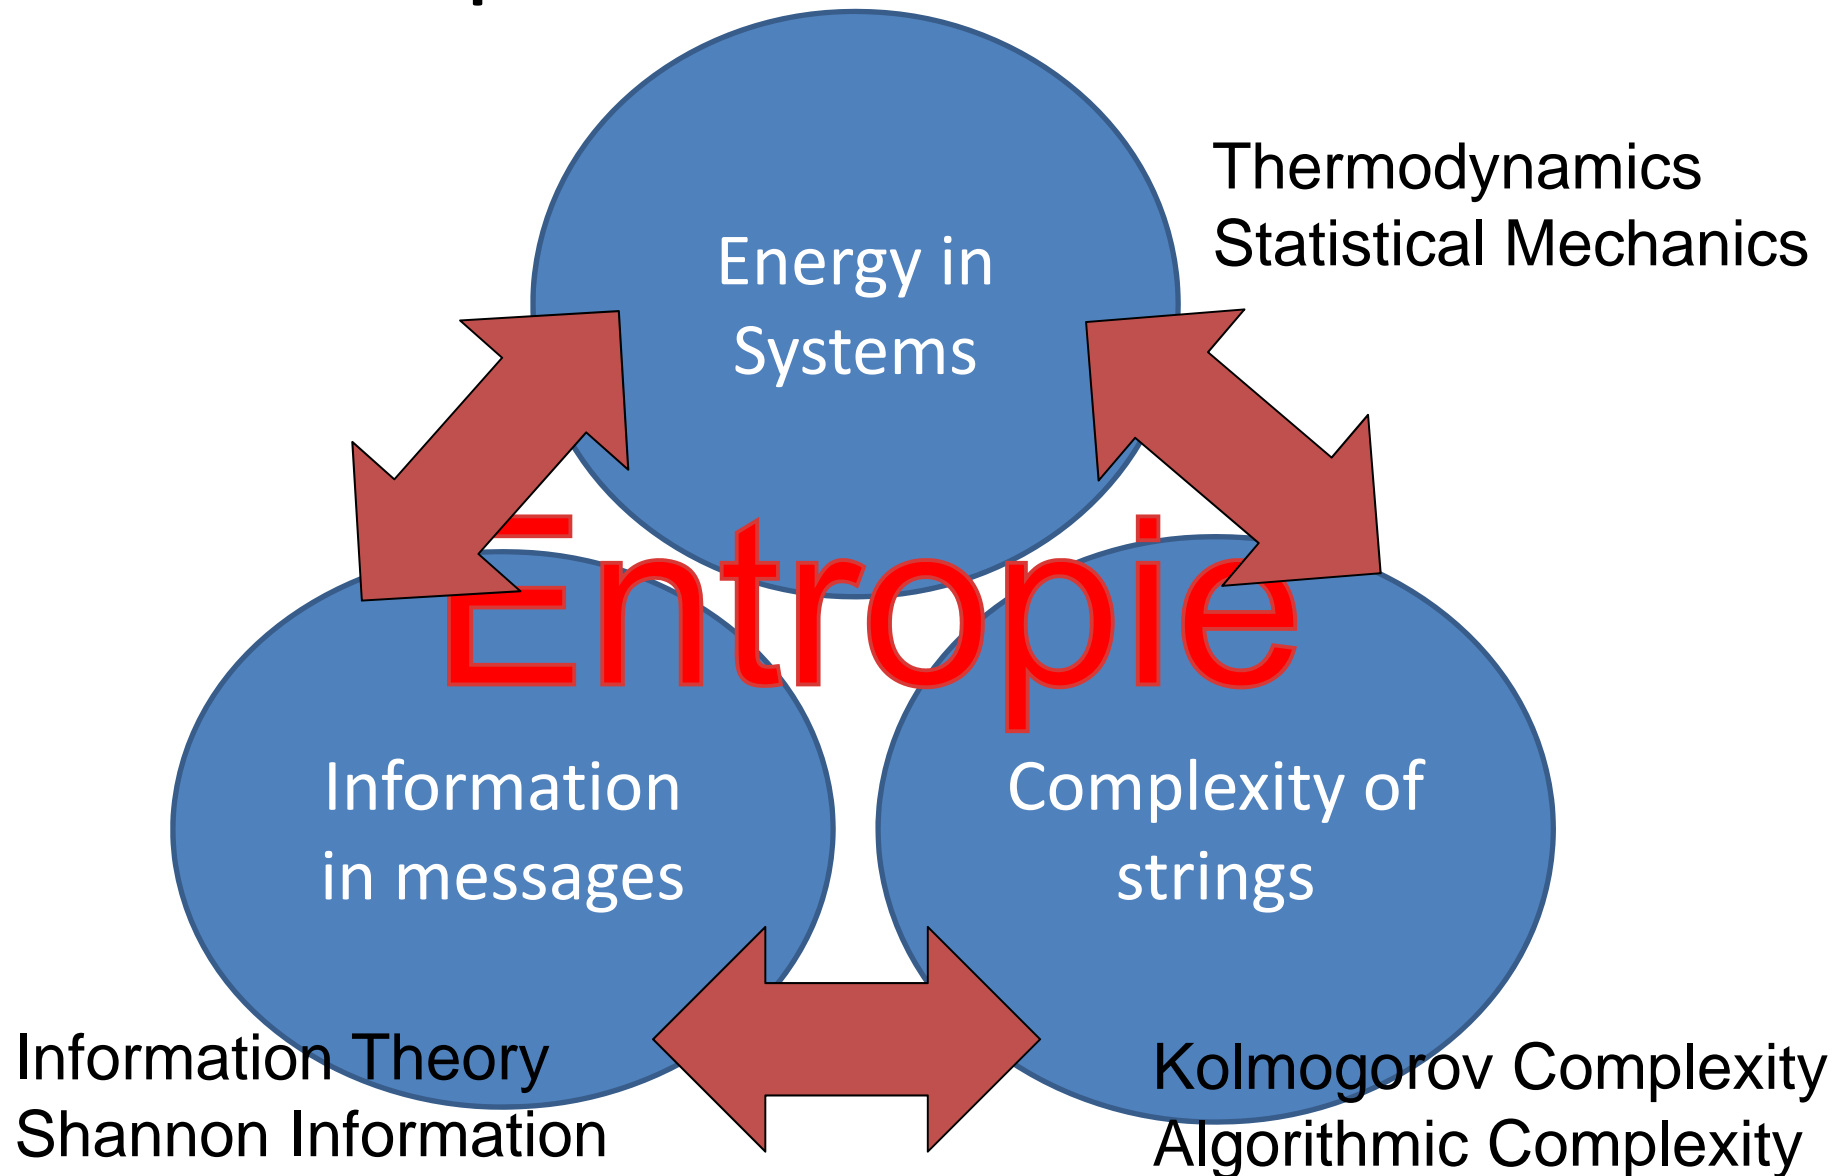 Thermodynamics
Statistical Mechanics
Energy in
Systems
Entropie
Information
in messages
Complexity of
strings
Information Theory
Shannon Information
Kolmogorov Complexity
Algorithmic Complexity